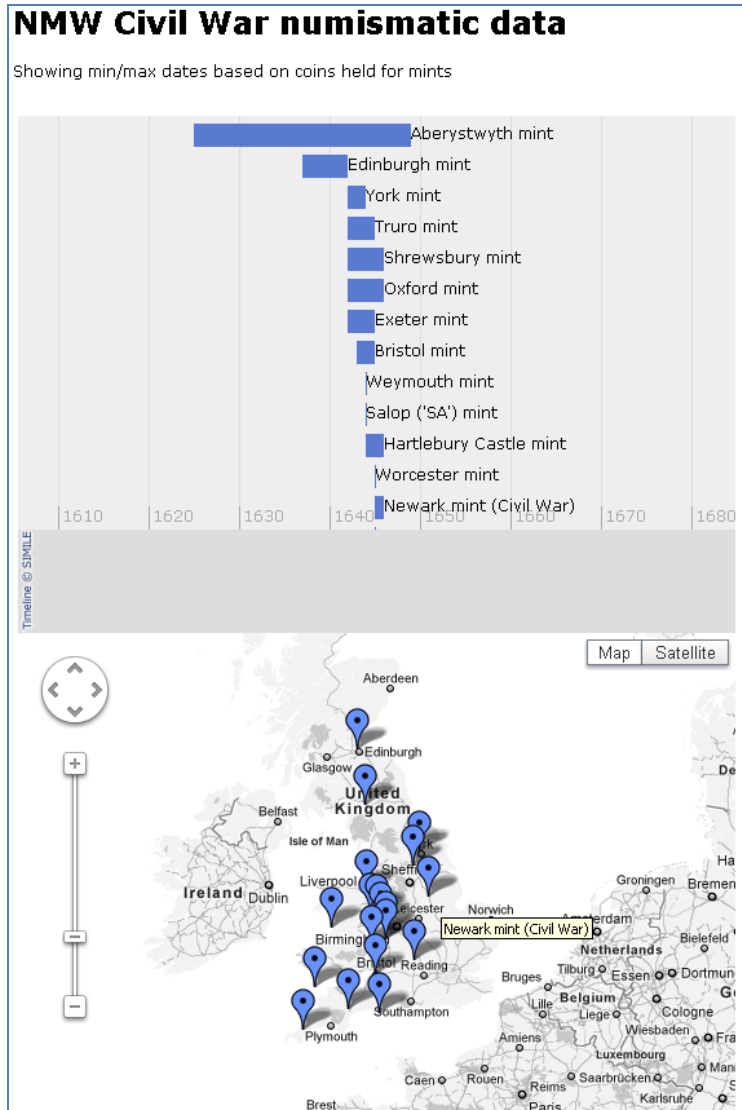 NMW Civil War numismatic data
Showing min/max dates based on coins held for mints
Aberystwyth mint
Edinburgh mint
York mint
Truro mint
Shrewsbury mint
Oxford mint
Exeter mint
Bristol mint
Weymouth mint
Salop ('SA') mint
Hartlebury Castle mint
Worcester mint
Newark mint (Civil War)
1610 1620 1630 1640 1650 1660 1670 1680
Timeline © SIMILE
Map Satellite
Aberdeen
Edinburgh
Glasgow
United
Kingdom
Belfast
Isle of Man
Liverpool
Ireland Dublin
Norwich
Newark mint (Civil War)
Groningen Bremen
Netherlands
Bielefeld
Bristol Reading
Tilburg Essen Dortmun
Bruges
Southampton
Lille Belgium
Liege
Cologne
Plymouth
Wiesbaden Fra
Amiens
Luxembourg
Man
Caen Rouen
Reims Saarbrücken
Karlsruhe
Brest
Paris